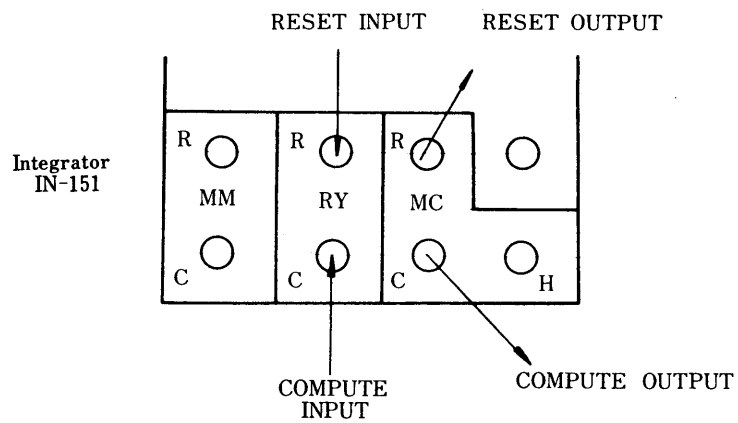 RESET INPUT
RESET OUTPUT
Integrator
IN-151
R
R
R
MM
RY
MC
C
C
C
H
COMPUTE
INPUT
COMPUTE OUTPUT